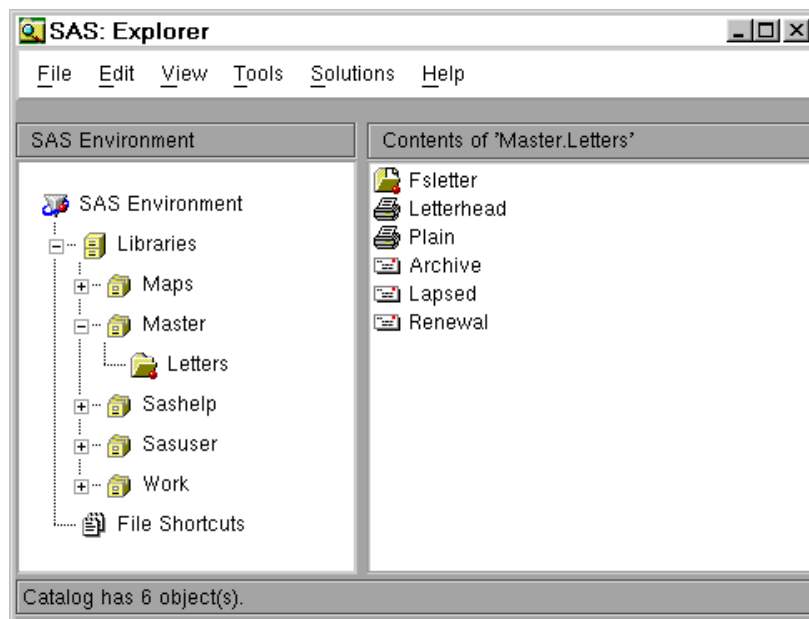 SAS: Explorer
File Edit View Tools Solutions Help
SAS Environment
SAS Environment
Libraries
Maps
Master
Letters
Sashelp
Sasuser
Work
File Shortcuts
Contents of 'Master.Letters'
Fsletter
Letterhead
Plain
Archive
Lapsed
Renewal
Catalog has 6 object(s).